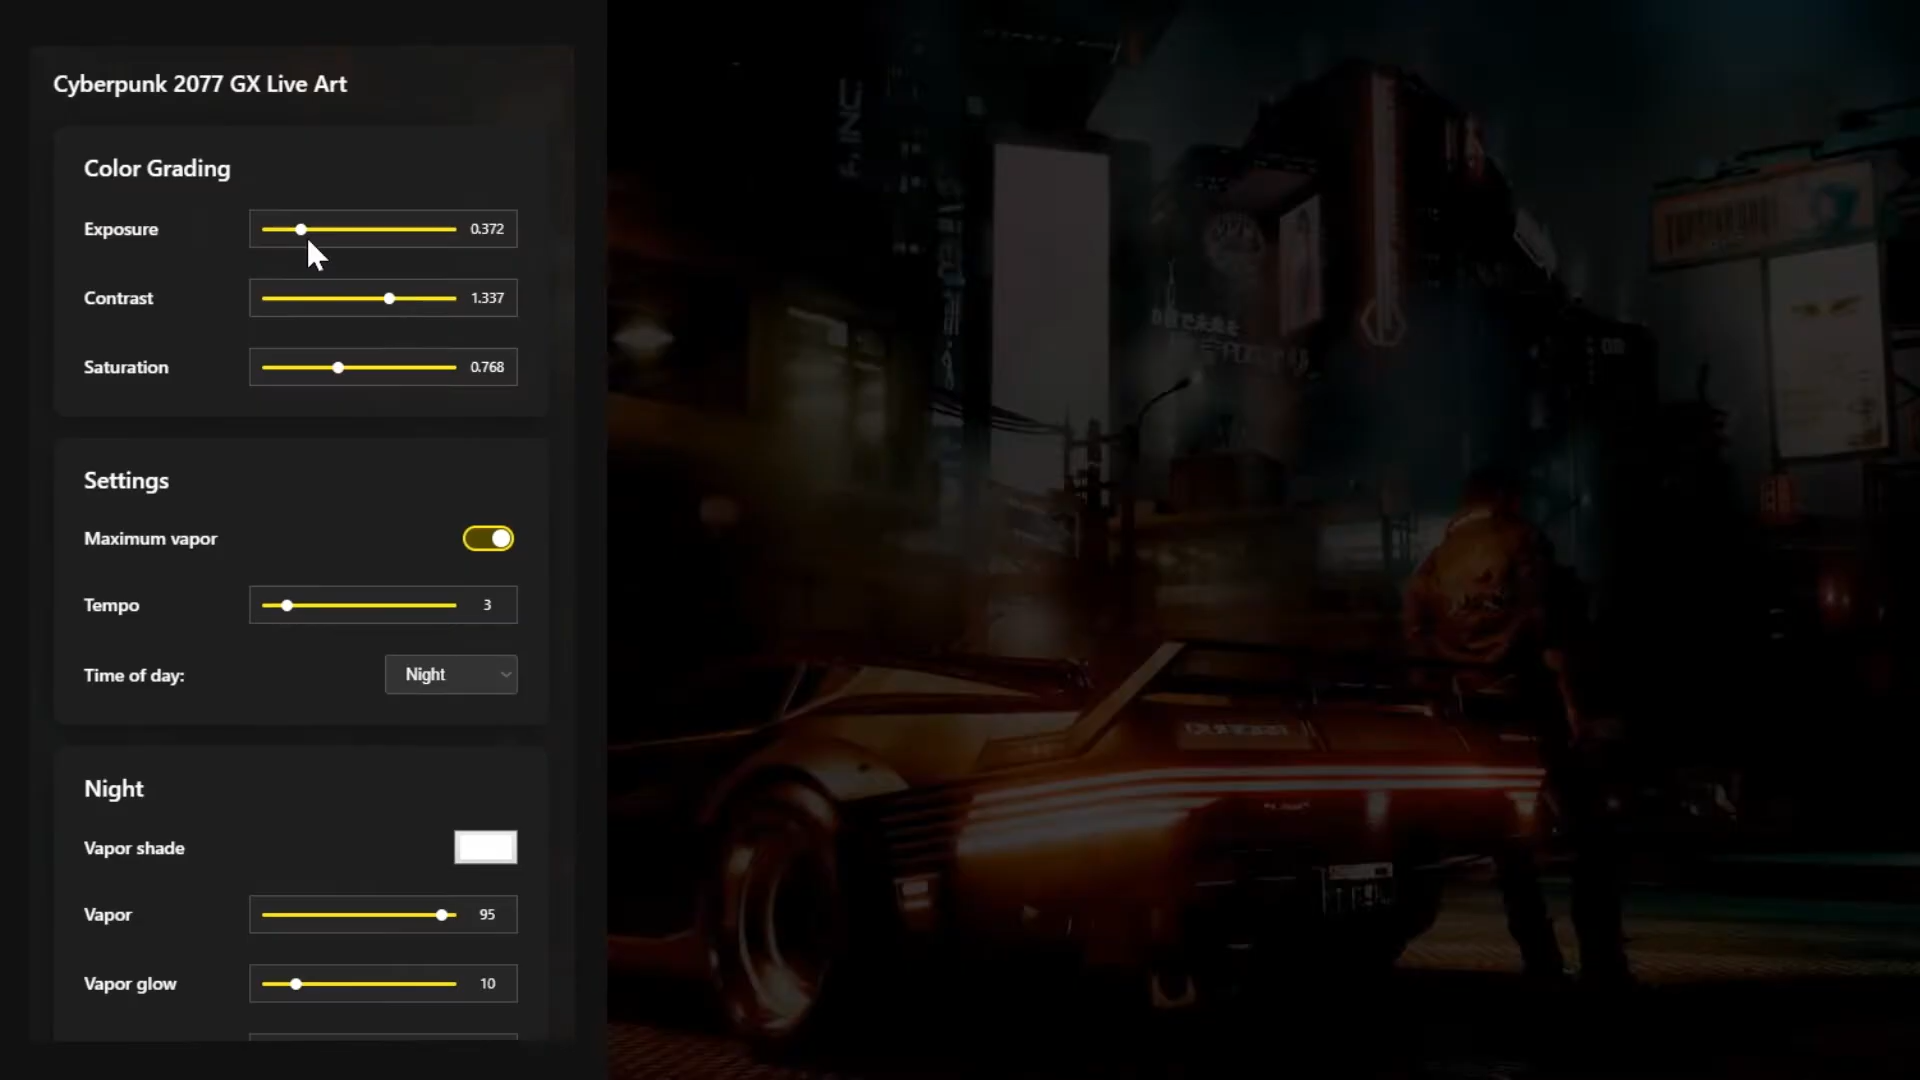 Cyberpunk 2077 GX Live Art
Color Grading
Exposure 0.372
Contrast 1.337
Saturation 0.768
Settings
Maximum vapor
Tempo 3
Time of day: Night
Night
Vapor shade
Vapor 95
Vapor glow 10